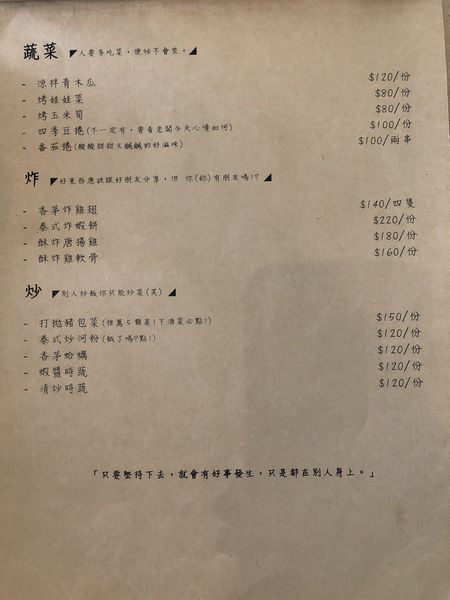 蔬菜 ◤人要多吃菜，便祕不會來。◢
- 涼拌青木瓜 $120/份
- 烤娃娃菜 $80/份
- 烤玉米筍 $80/份
- 四季豆捲(不一定有，要看老闆今天心情如何) $100/份
- 番茄捲(酸酸甜甜又鹹鹹的好滋味) $100/兩串
炸 ◤好東西應該跟好朋友分享，但 你(妳)有朋友嗎!?◢
- 香茅炸雞翅 $140/四隻
- 泰式炸蝦餅 $220/份
- 酥炸唐揚雞 $180/份
- 酥炸雞軟骨 $160/份
炒 ◤別人炒飯你只能炒菜(笑)◢
- 打拋豬包菜(推薦5顆星!下酒菜必點!) $150/份
- 泰式炒河粉(餓了嗎?點!) $120/份
- 香茅蛤蠣 $120/份
- 蝦醬時蔬 $120/份
- 清炒時蔬 $120/份
「只要堅持下去，就會有好事發生，只是都在別人身上。」